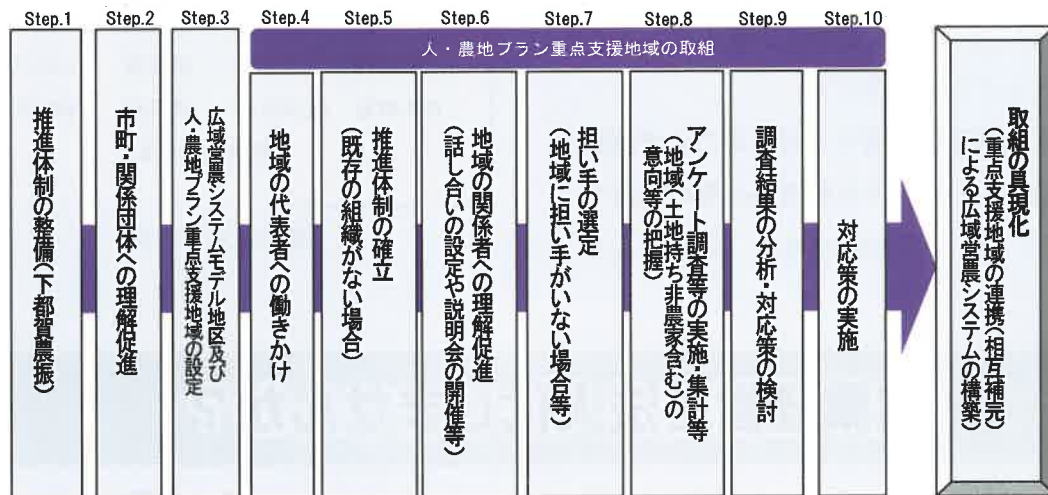 Step.1
Step.2
Step.3
Step.4
Step.5
Step.6
Step.7
Step.8
Step.9
Step.10
人・農地プラン重点支援地域の取組
推進体制の整備(下都賀農振)
市町・関係団体への理解促進
広域営農システムモデル地区及び
人・農地プラン重点支援地域の設定
地域の代表者への働きかけ
推進体制の確立
(既存の組織がない場合)
地域の関係者への理解促進
(話し合いの設定や説明会の開催等)
担い手の選定
(地域に担い手がいない場合等)
アンケート調査等の実施・集計等
(地域(土地持ち非農家含む)の
意向等の把握)
調査結果の分析・対応策の検討
対応策の実施
取組の具現化
(重点支援地域の連携(相互補完)
による広域営農システムの構築)